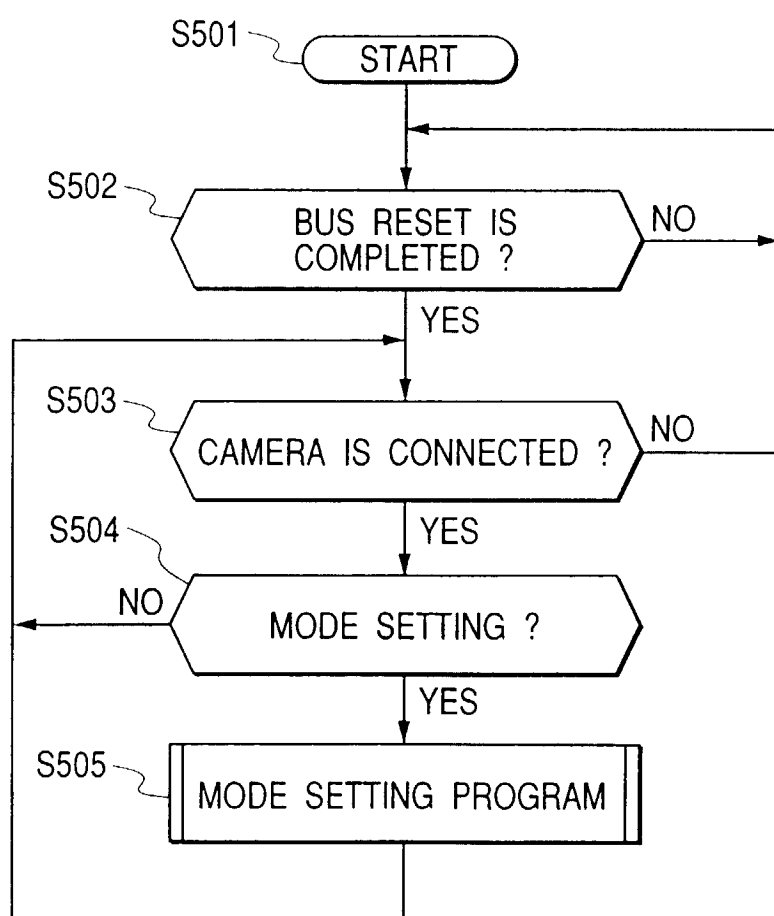 S501
START
S502
BUS RESET IS
COMPLETED ?
NO
YES
S503
CAMERA IS CONNECTED ?
NO
YES
S504
NO
MODE SETTING ?
YES
S505
MODE SETTING PROGRAM